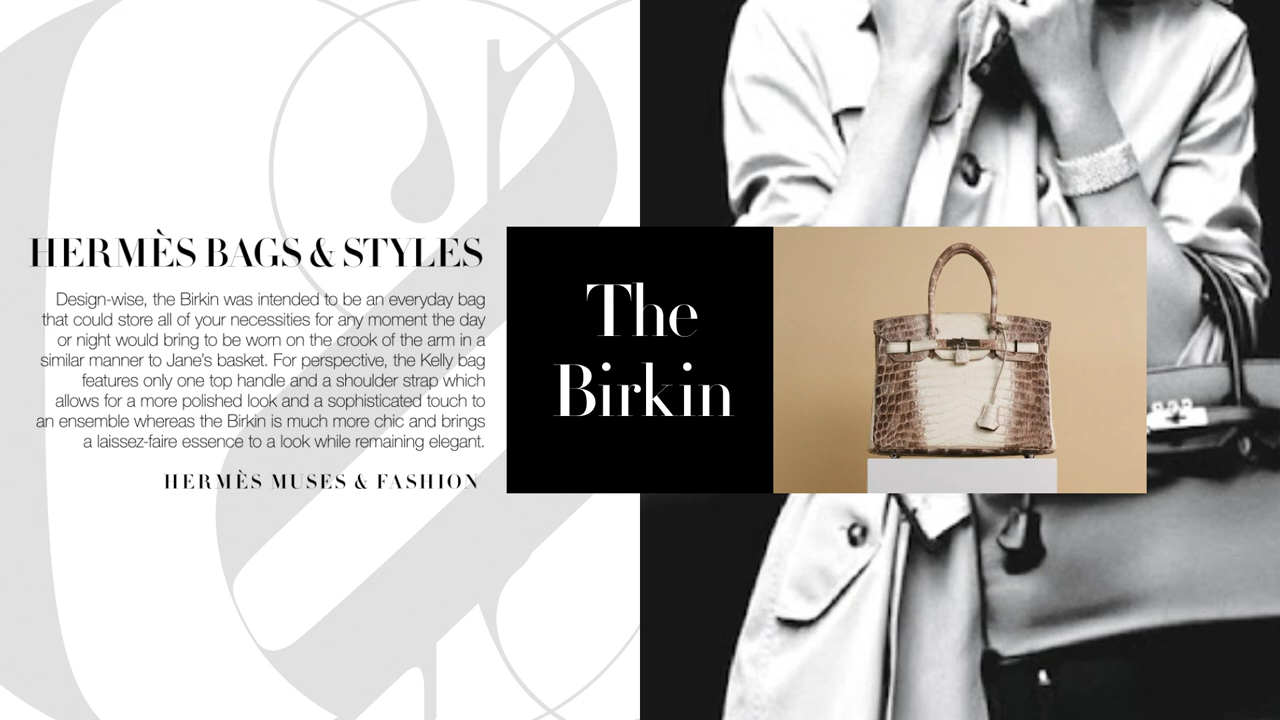 HERMÈS BAGS & STYLES
Design-wise, the Birkin was intended to be an everyday bag
that could store all of your necessities for any moment the day
or night would bring to be worn on the crook of the arm in a
similar manner to Jane's basket. For perspective, the Kelly bag
features only one top handle and a shoulder strap which
allows for a more polished look and a sophisticated touch to
an ensemble whereas the Birkin is much more chic and brings
a laissez-faire essence to a look while remaining elegant.
HERMÈS MUSES & FASHION
The
Birkin